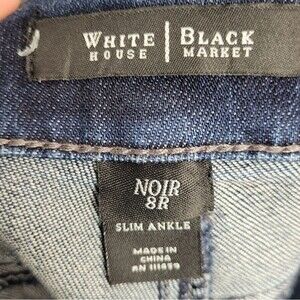 WHITE | BLACK
HOUSE | MARKET
NOIR
8R
SLIM ANKLE
MADE IN
CHINA
RN 111659